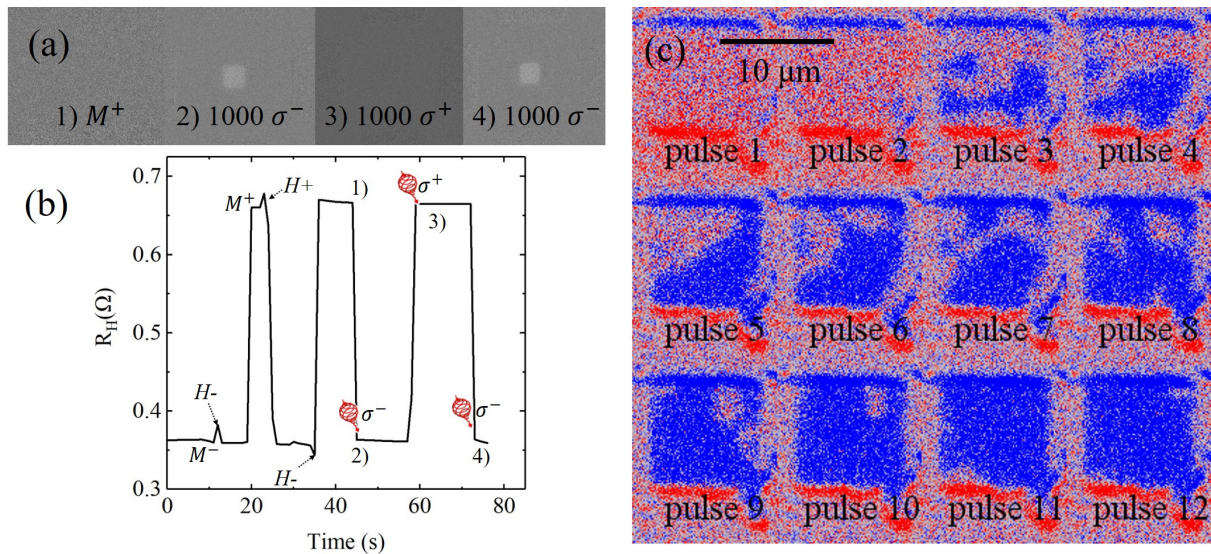 (a)
1) M⁺
2) 1000 σ⁻
3) 1000 σ⁺
4) 1000 σ⁻
(b)
R_H(Ω)
0.7
0.6
0.5
0.4
0.3
M⁺
H+
1)
σ⁺
3)
H-
M⁻
H-
σ⁻
2)
σ⁻
4)
0 20 40 60 80
Time (s)
(c)
10 μm
pulse 1 pulse 2 pulse 3 pulse 4
pulse 5 pulse 6 pulse 7 pulse 8
pulse 9 pulse 10 pulse 11 pulse 12